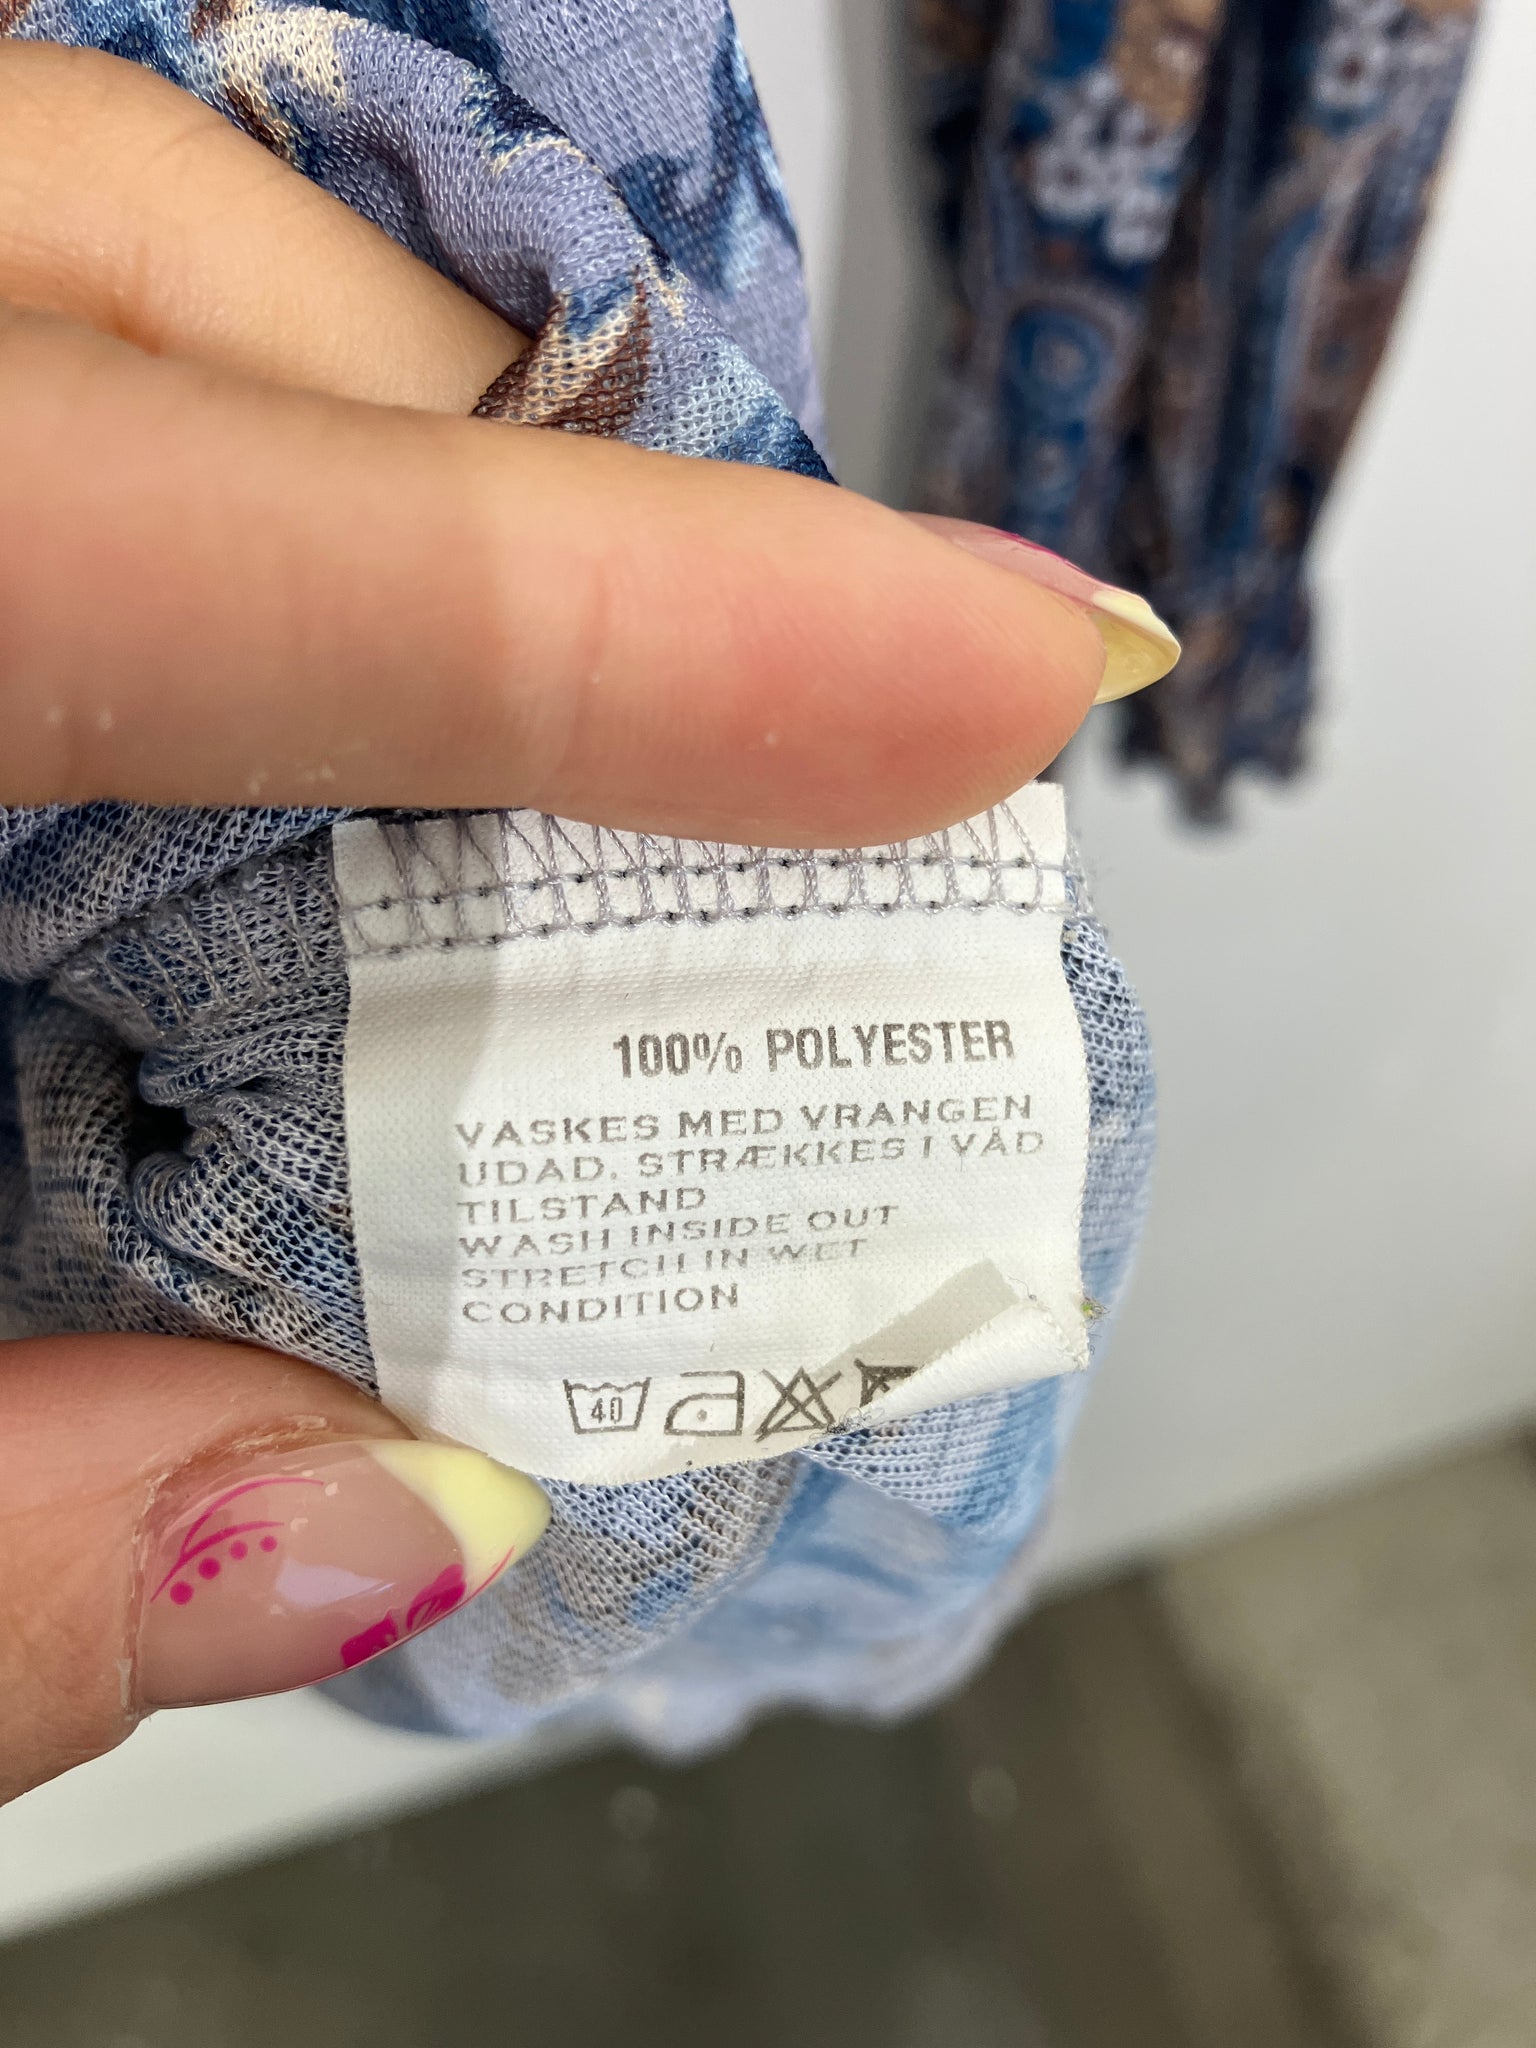 100% POLYESTER
VASKES MED VRANGEN
UDAD. STRÆKKES I VÅD
TILSTAND
WASH INSIDE OUT
STRETCH IN WET
CONDITION
40